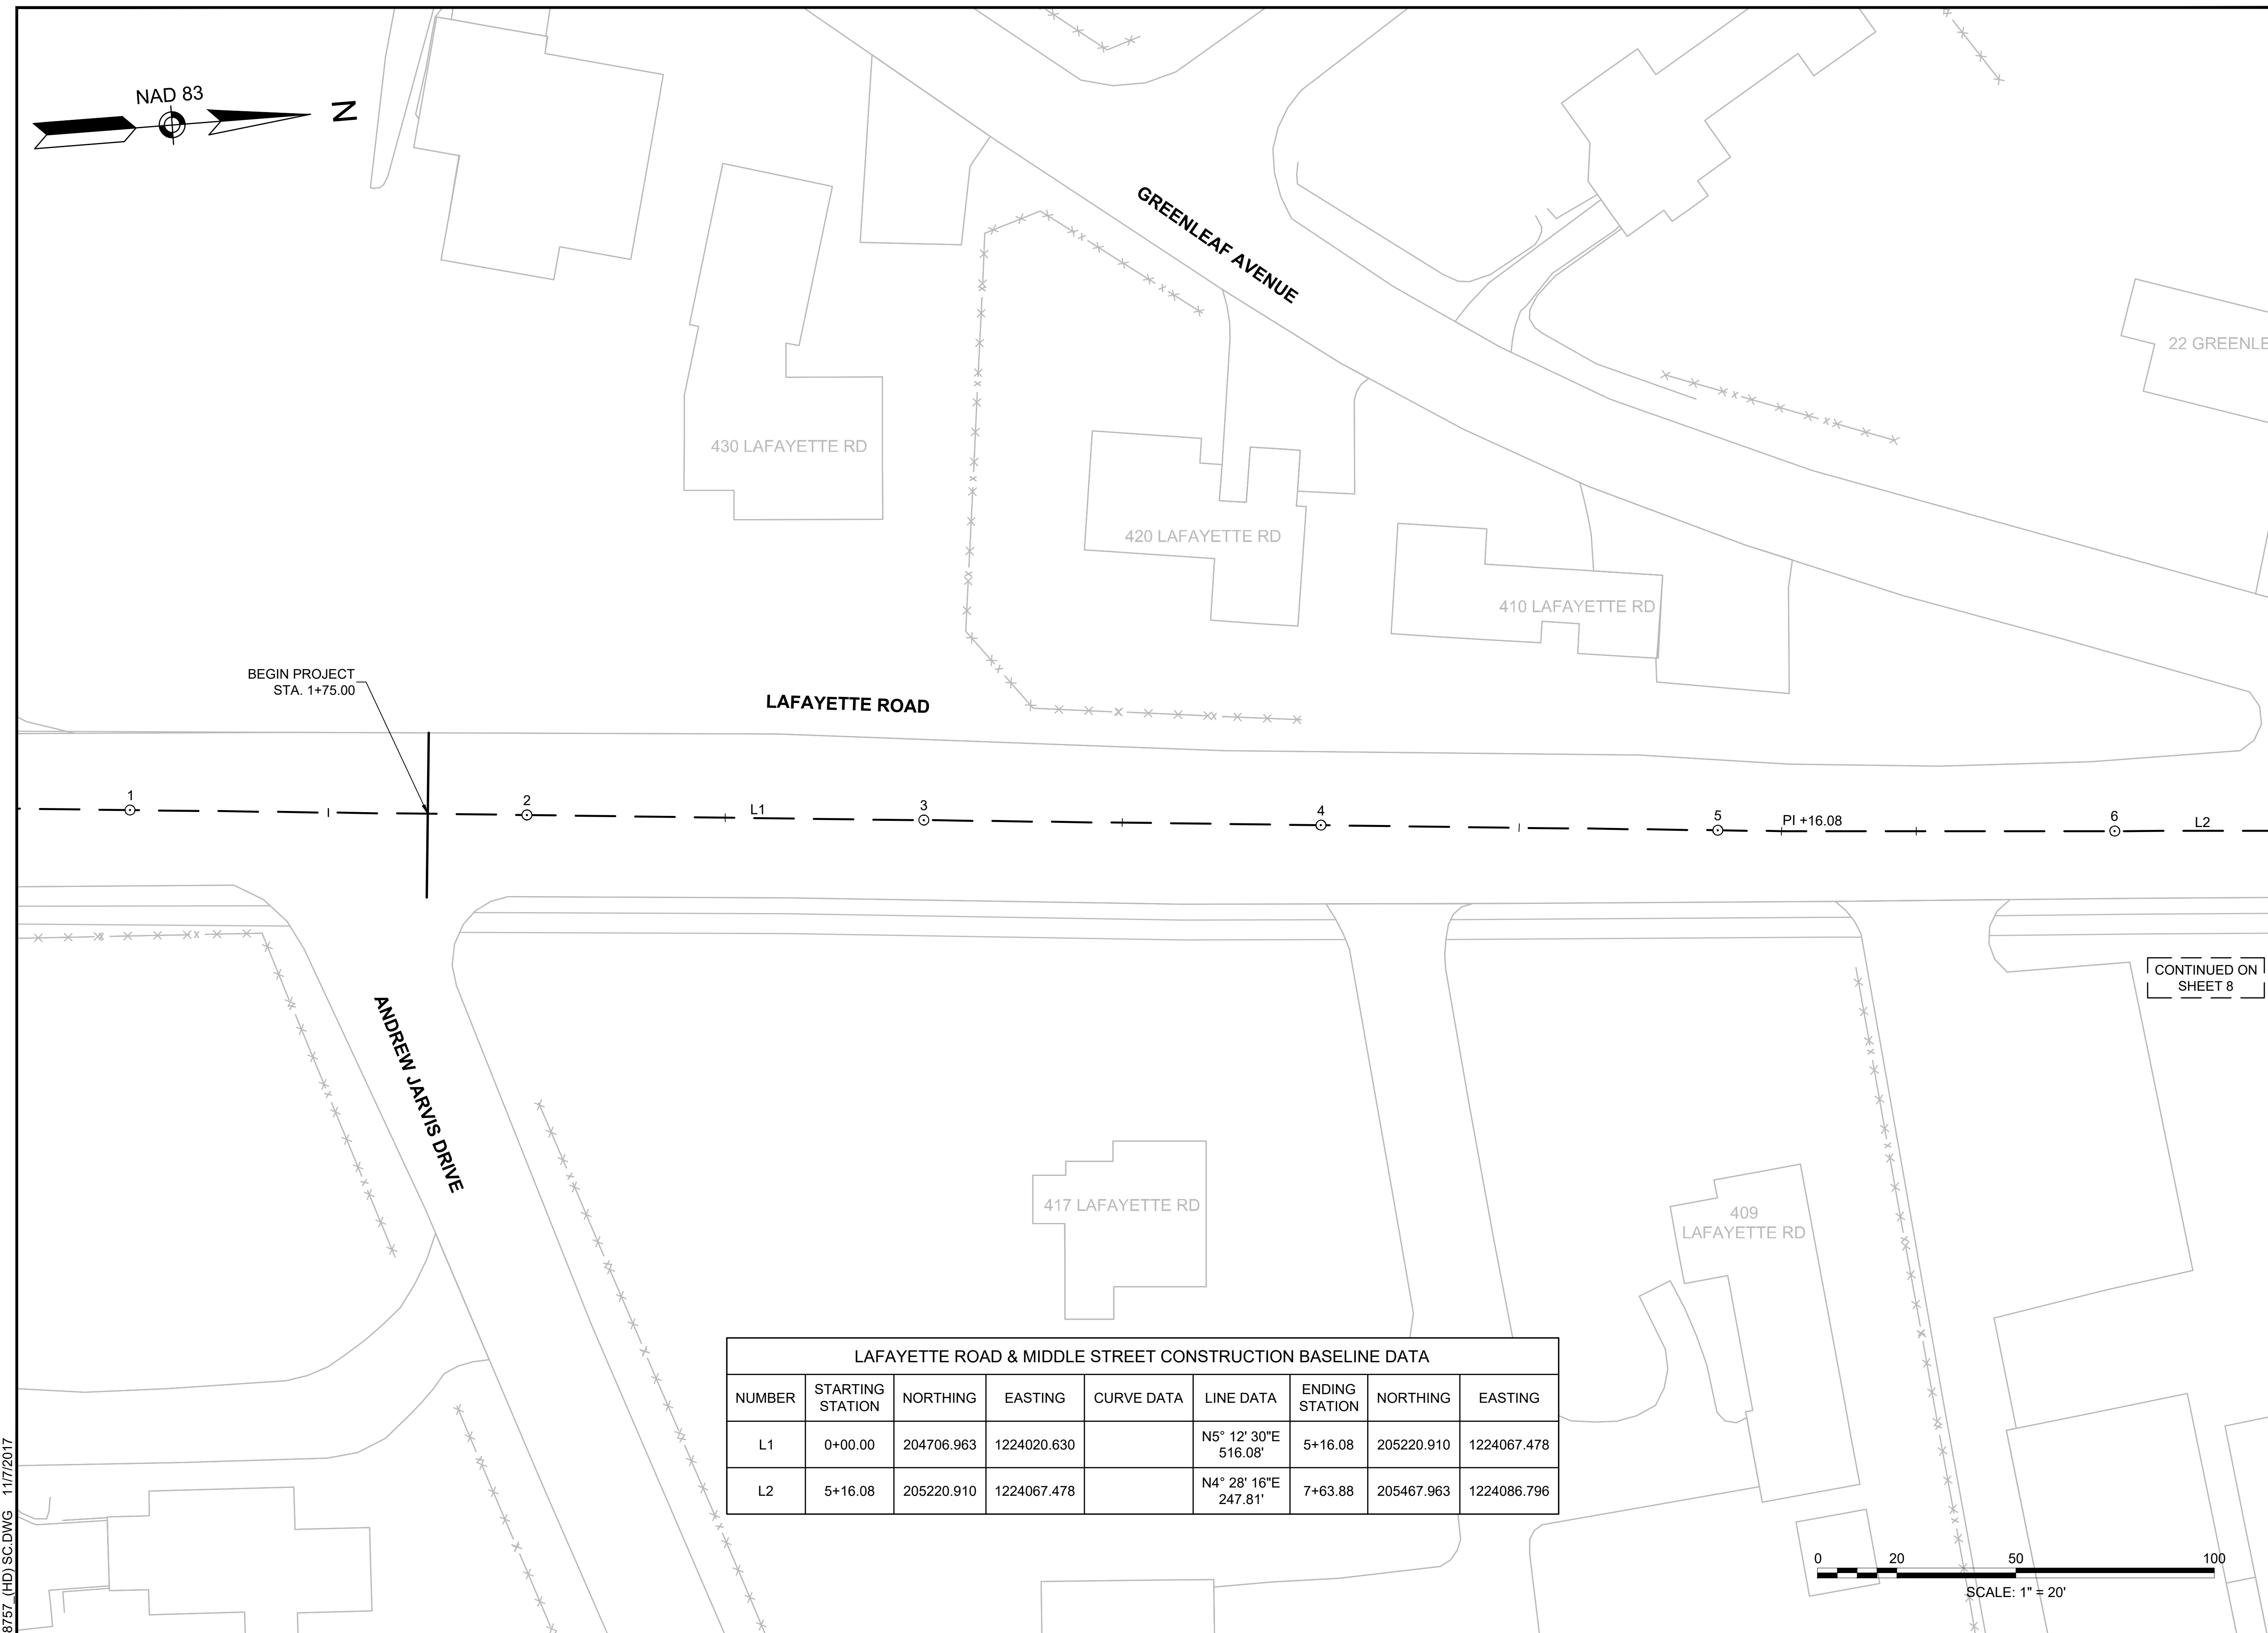 NAD 83
N
GREENLEAF AVENUE
22 GREENLE
430 LAFAYETTE RD
420 LAFAYETTE RD
410 LAFAYETTE RD
BEGIN PROJECT
STA. 1+75.00
LAFAYETTE ROAD
1
2
L1
3
4
5
PI +16.08
6
L2
CONTINUED ON
SHEET 8
ANDREW JARVIS DRIVE
417 LAFAYETTE RD
409
LAFAYETTE RD
LAFAYETTE ROAD & MIDDLE STREET CONSTRUCTION BASELINE DATA
NUMBER STARTING STATION NORTHING EASTING CURVE DATA LINE DATA ENDING STATION NORTHING EASTING
L1 0+00.00 204706.963 1224020.630 N5° 12' 30"E 516.08' 5+16.08 205220.910 1224067.478
L2 5+16.08 205220.910 1224067.478 N4° 28' 16"E 247.81' 7+63.88 205467.963 1224086.796
0 20 50 100
SCALE: 1" = 20'
8757_(HD) SC.DWG 11/7/2017